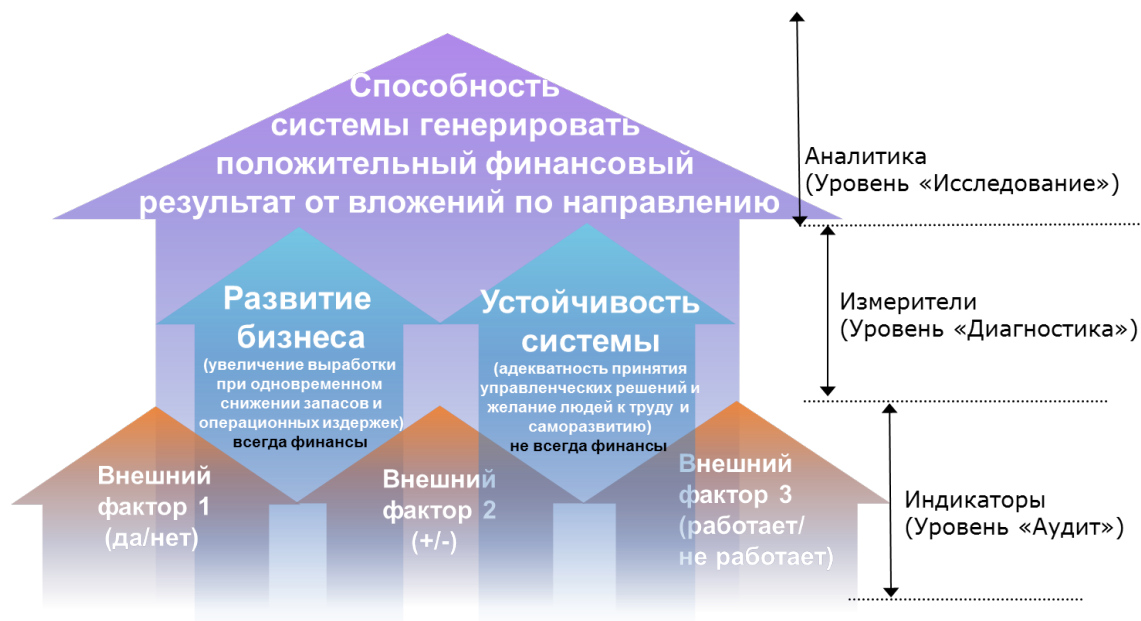 Способность
системы генерировать
положительный финансовый
результат от вложений по направлению
Аналитика
(Уровень «Исследование»)
Развитие
бизнеса
(увеличение выработки
при одновременном
снижении запасов и
операционных издержек)
всегда финансы
Устойчивость
системы
(адекватность принятия
управленческих решений и
желание людей к труду и
саморазвитию)
не всегда финансы
Измерители
(Уровень «Диагностика»)
Внешний
фактор 1
(да/нет)
Внешний
фактор 2
(+/-)
Внешний
фактор 3
(работает/
не работает)
Индикаторы
(Уровень «Аудит»)